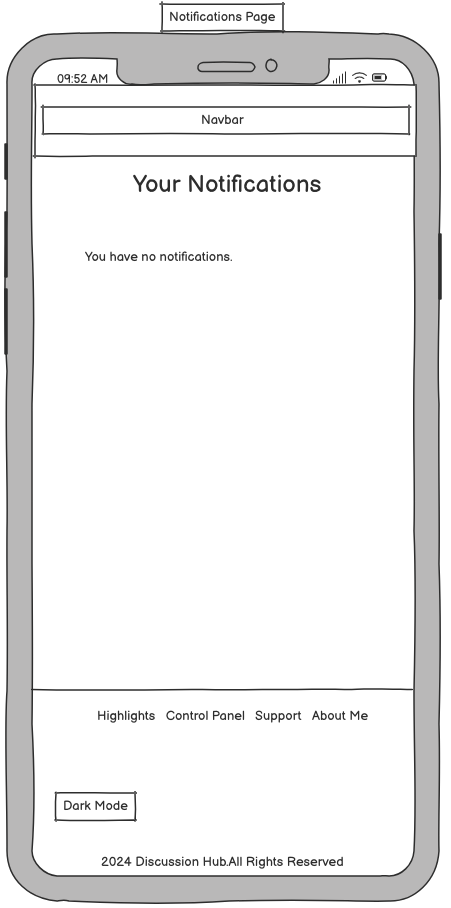 Notifications Page
09:52 AM
Navbar
Your Notifications
You have no notifications.
Highlights Control Panel Support About Me
Dark Mode
2024 Discussion Hub.All Rights Reserved